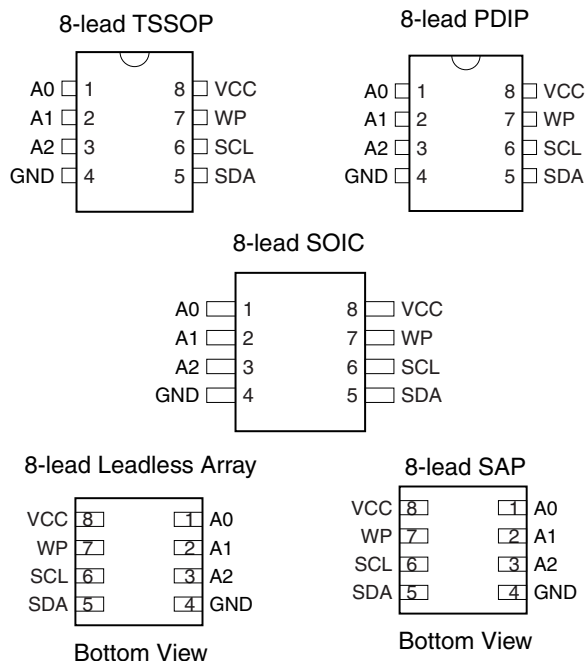 8-lead TSSOP
A0 1 8 VCC
A1 2 7 WP
A2 3 6 SCL
GND 4 5 SDA
8-lead PDIP
A0 1 8 VCC
A1 2 7 WP
A2 3 6 SCL
GND 4 5 SDA
8-lead SOIC
A0 1 8 VCC
A1 2 7 WP
A2 3 6 SCL
GND 4 5 SDA
8-lead Leadless Array
VCC 8 1 A0
WP 7 2 A1
SCL 6 3 A2
SDA 5 4 GND
Bottom View
8-lead SAP
VCC 8 1 A0
WP 7 2 A1
SCL 6 3 A2
SDA 5 4 GND
Bottom View